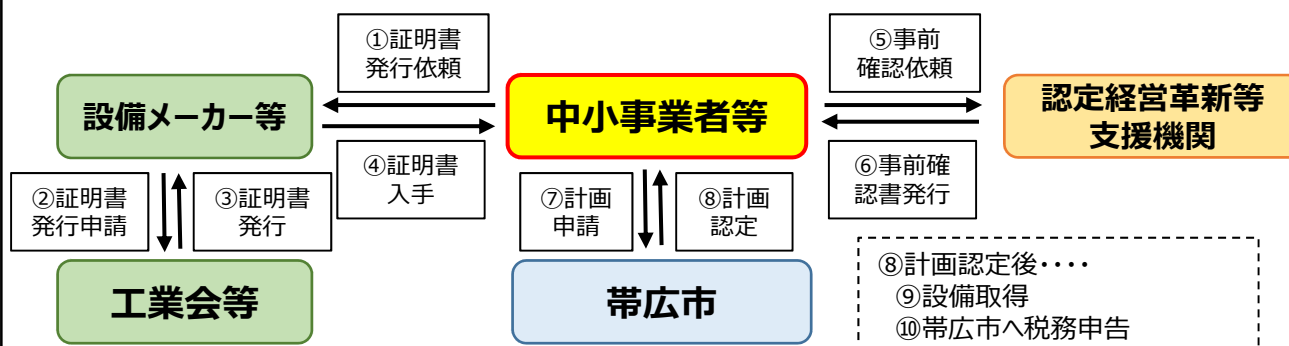 ①証明書
発行依頼
⑤事前
確認依頼
設備メーカー等
中小事業者等
認定経営革新等
支援機関
④証明書
入手
⑥事前確
認書発行
②証明書
発行申請
③証明書
発行
⑦計画
申請
⑧計画
認定
工業会等
帯広市
⑧計画認定後・・・・
⑨設備取得
⑩帯広市へ税務申告